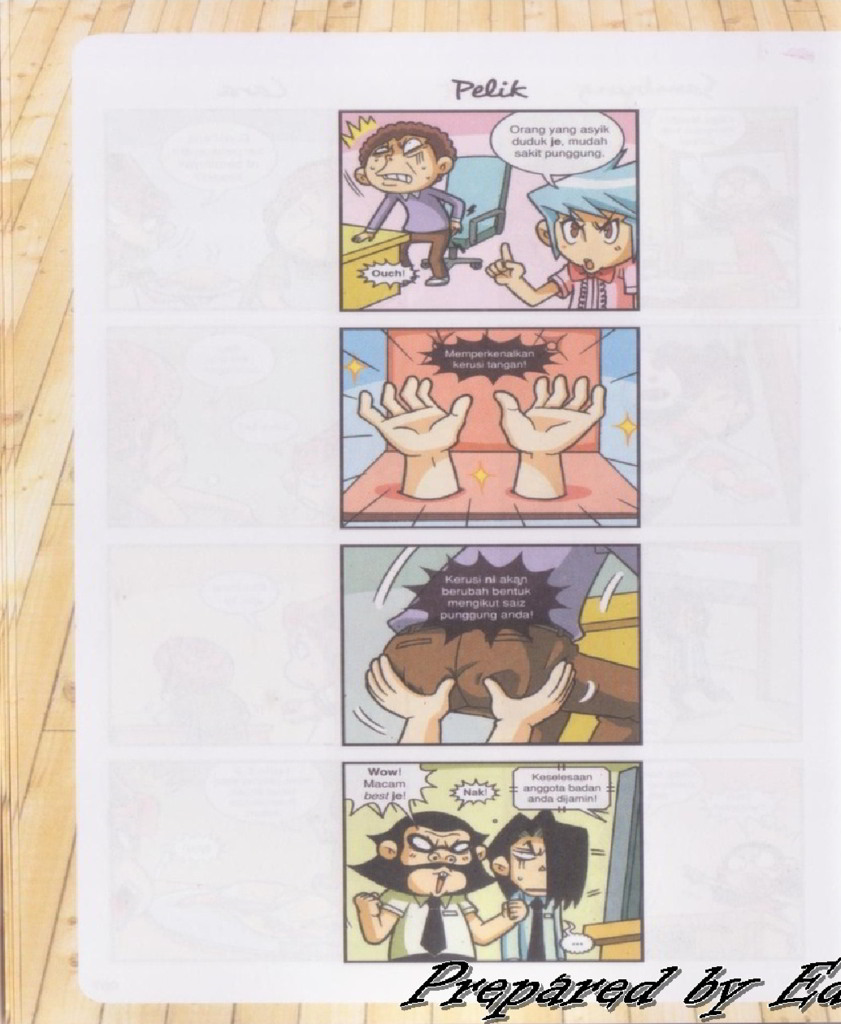 Pelik
Orang yang asyik
duduk je, mudah
sakit punggung.
Ouch!
Memperkenalkan
kerusi tangan!
Kerusi ni akan
berubah bentuk
mengikut saiz
punggung anda!
Wow!
Macam
best je!
Nak!
Keselesaan
anggota badan
anda dijamin!
...
Prepared by